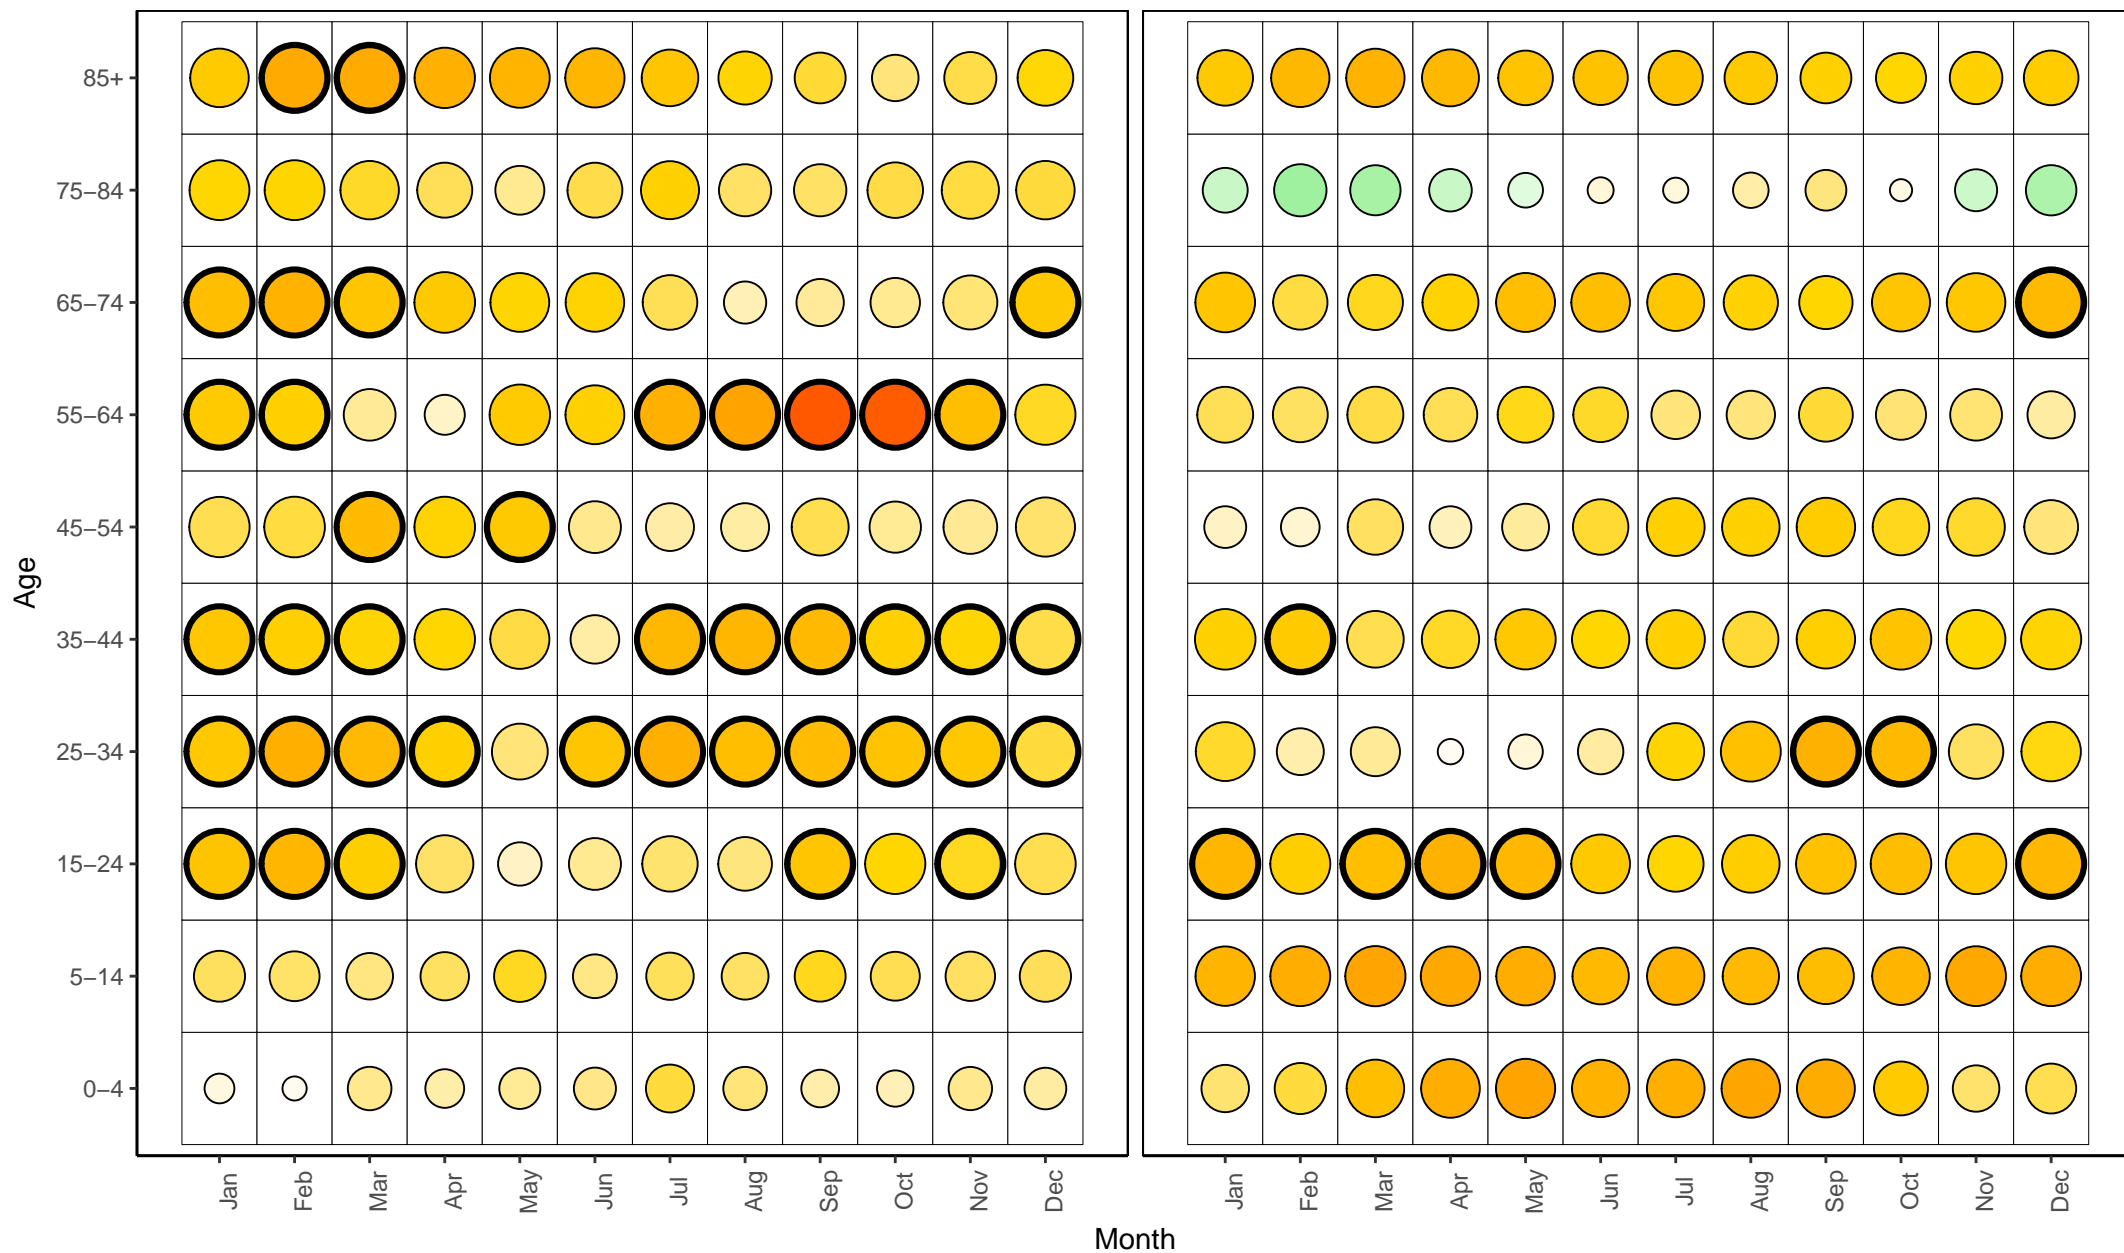 Age
85+
75–84
65–74
55–64
45–54
35–44
25–34
15–24
5–14
0–4
Jan Feb Mar Apr May Jun Jul Aug Sep Oct Nov Dec
Jan Feb Mar Apr May Jun Jul Aug Sep Oct Nov Dec
Month